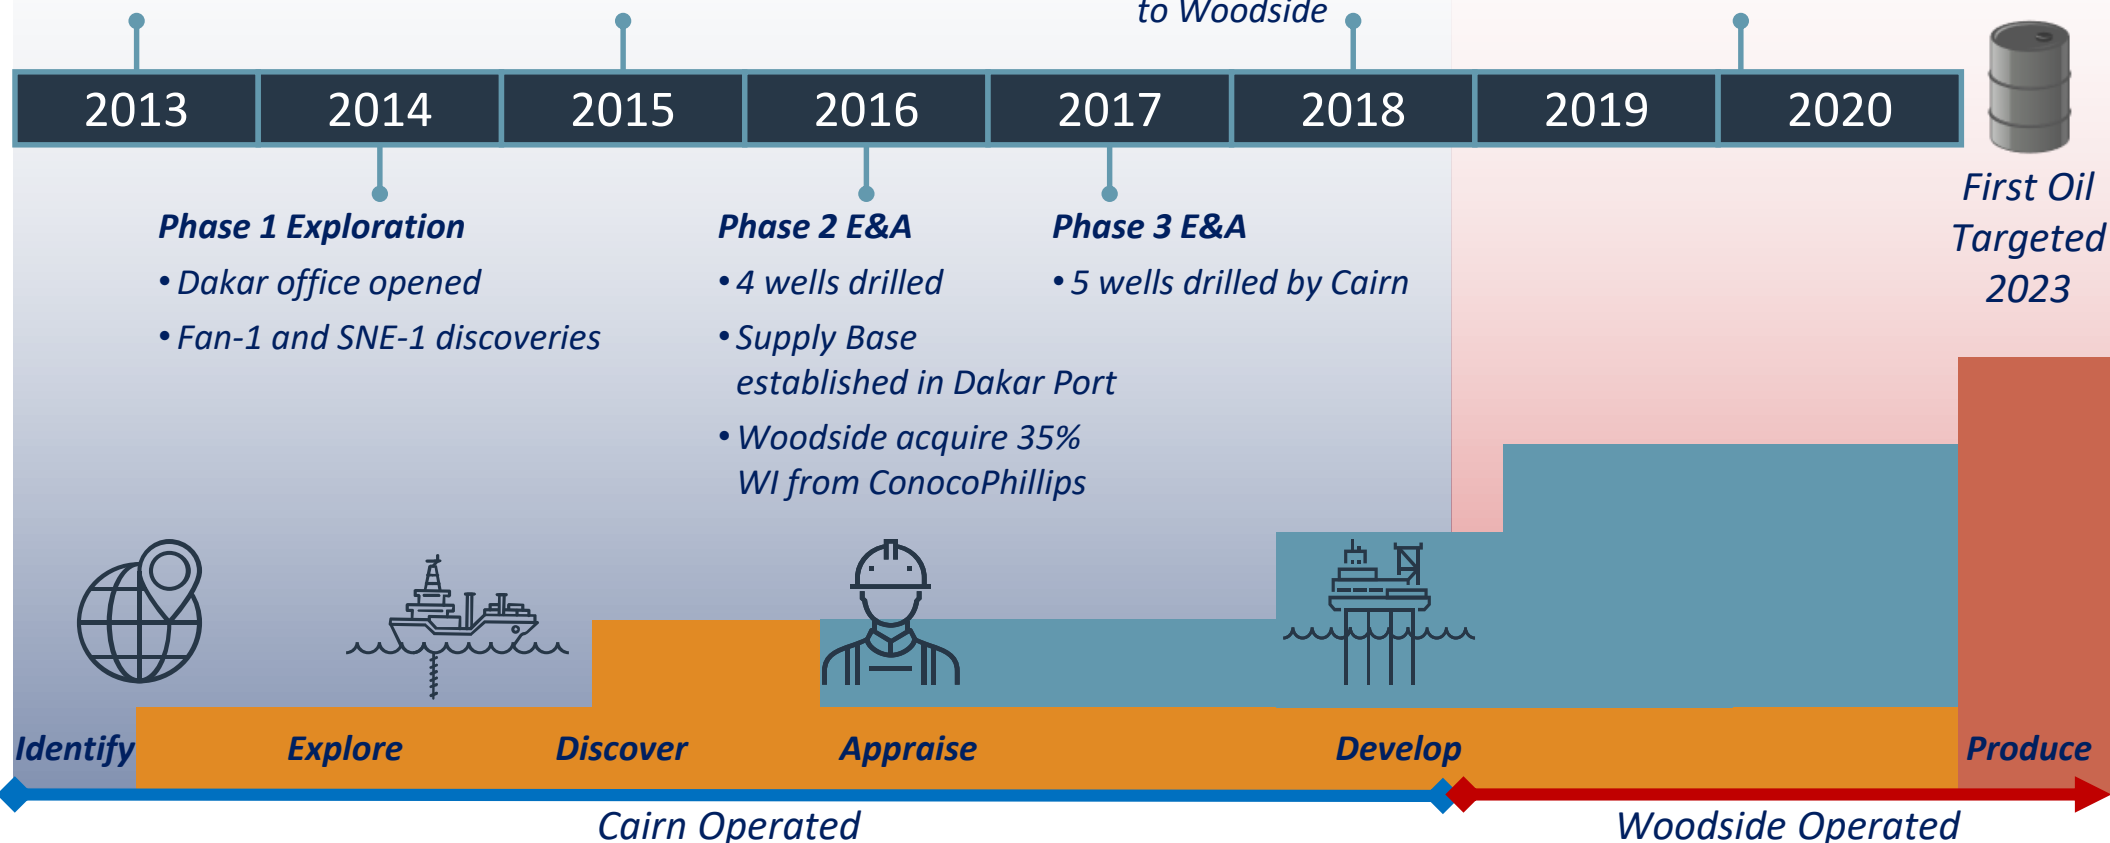 to Woodside
2013 2014 2015 2016 2017 2018 2019 2020
First Oil
Targeted
2023
Phase 1 Exploration
• Dakar office opened
• Fan-1 and SNE-1 discoveries
Phase 2 E&A
• 4 wells drilled
• Supply Base
established in Dakar Port
• Woodside acquire 35%
WI from ConocoPhillips
Phase 3 E&A
• 5 wells drilled by Cairn
Identify Explore Discover Appraise Develop Produce
Cairn Operated Woodside Operated